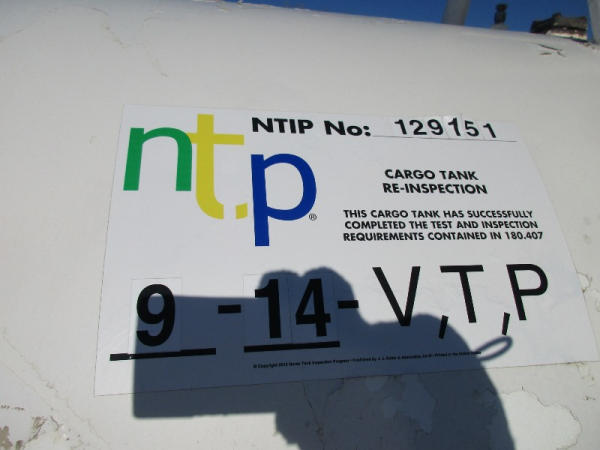 ntp®
NTIP No: 129151
CARGO TANK
RE-INSPECTION
THIS CARGO TANK HAS SUCCESSFULLY
COMPLETED THE TEST AND INSPECTION
REQUIREMENTS CONTAINED IN 180.407
9-14-V,T,P